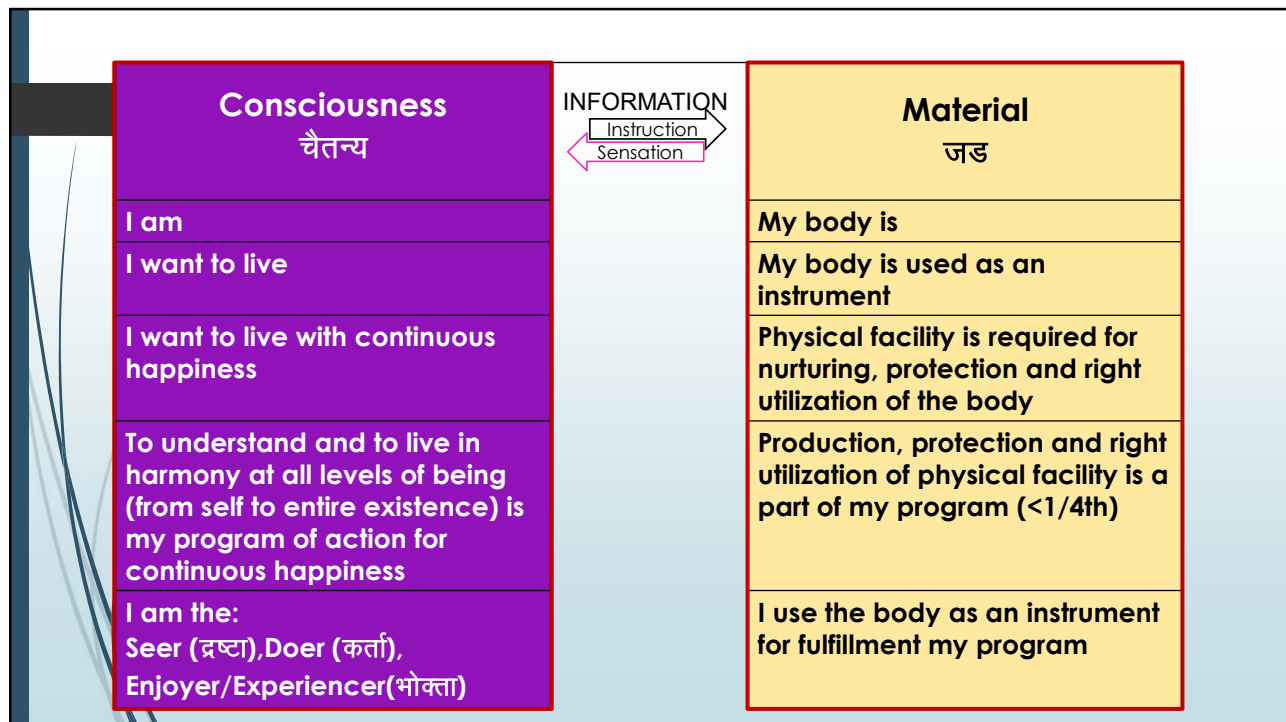 Consciousness
चैतन्य
INFORMATION
Instruction
Sensation
Material
जड
I am
My body is
I want to live
My body is used as an
instrument
I want to live with continuous
happiness
Physical facility is required for
nurturing, protection and right
utilization of the body
To understand and to live in
harmony at all levels of being
(from self to entire existence) is
my program of action for
continuous happiness
Production, protection and right
utilization of physical facility is a
part of my program (<1/4th)
I am the:
Seer (द्रष्टा),Doer (कर्ता),
Enjoyer/Experiencer(भोक्ता)
I use the body as an instrument
for fulfillment my program